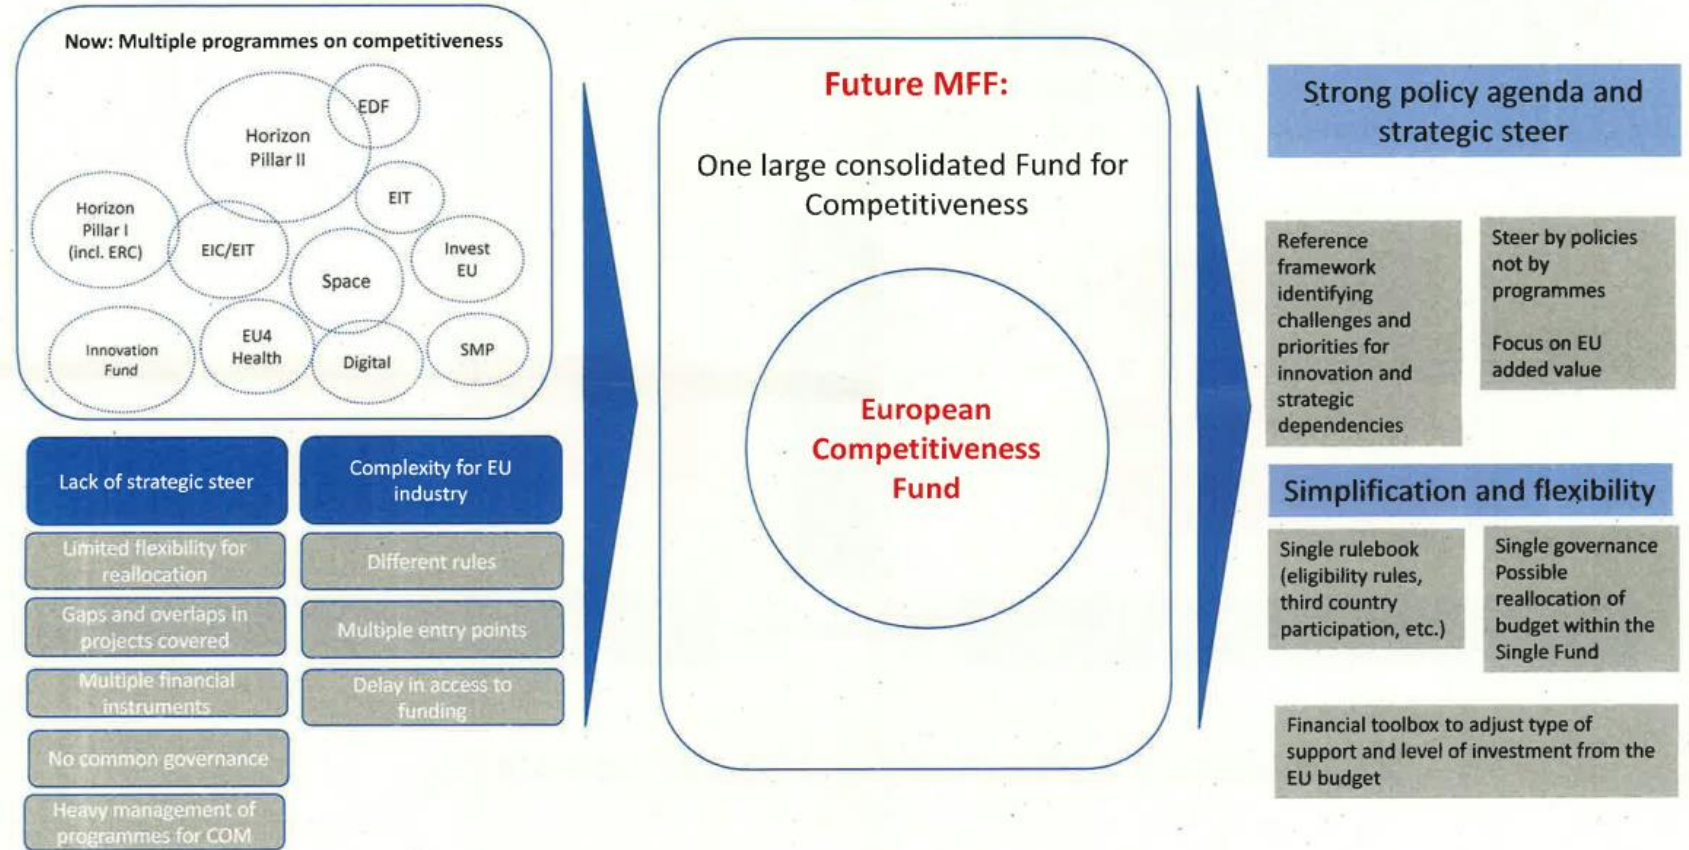 Now: Multiple programmes on competitiveness
EDF
Horizon
Pillar II
EIT
Horizon
Pillar I
(incl. ERC)
EIC/EIT
Invest
EU
Space
Innovation
Fund
EU4
Health
Digital
SMP
Lack of strategic steer
Limited flexibility for
reallocation
Gaps and overlaps in
projects covered
Multiple financial
instruments
No common governance
Heavy management of
programmes for COM
Complexity for EU
industry
Different rules
Multiple entry points
Delay in access to
funding
Future MFF:
One large consolidated Fund for
Competitiveness
European
Competitiveness
Fund
Strong policy agenda and
strategic steer
Reference
framework
identifying
challenges and
priorities for
innovation and
strategic
dependencies
Steer by policies
not by
programmes
Focus on EU
added value
Simplification and flexibility
Single rulebook
(eligibility rules,
third country
participation, etc.)
Single governance
Possible
reallocation of
budget within the
Single Fund
Financial toolbox to adjust type of
support and level of investment from the
EU budget